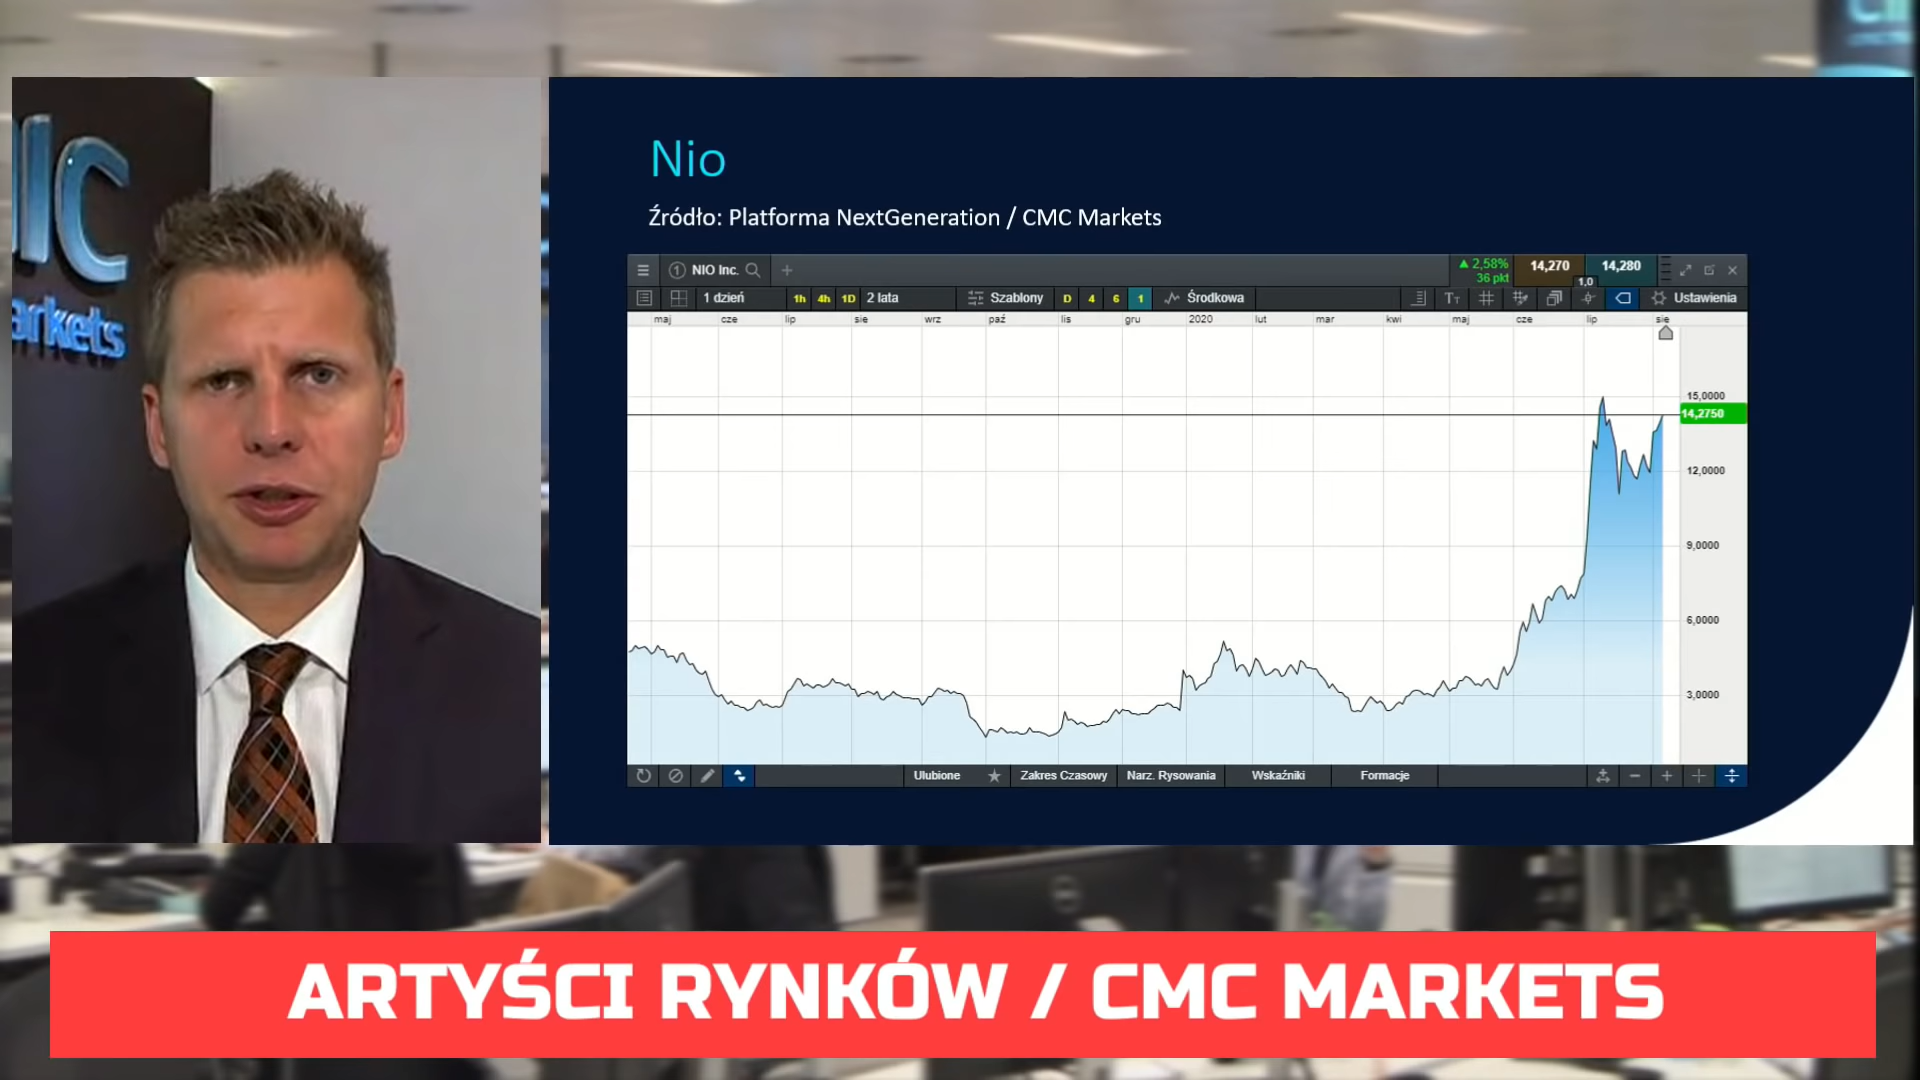 MC
arkets
Nio
Źródło: Platforma NextGeneration / CMC Markets
1 NIO Inc. +
2,58%
36 pkt
14,270
1,0
14,280
1 dzień 1h 4h 1D 2 lata Szablony D 4 6 1 Środkowa Ustawienia
maj cze lip sie wrz paź lis gru 2020 lut mar kwi maj cze lip sie
15,0000
14,2750
12,0000
9,0000
6,0000
3,0000
Ulubione Zakres Czasowy Narz. Rysowania Wskaźniki Formacje
ARTYŚCI RYNKÓW / CMC MARKETS